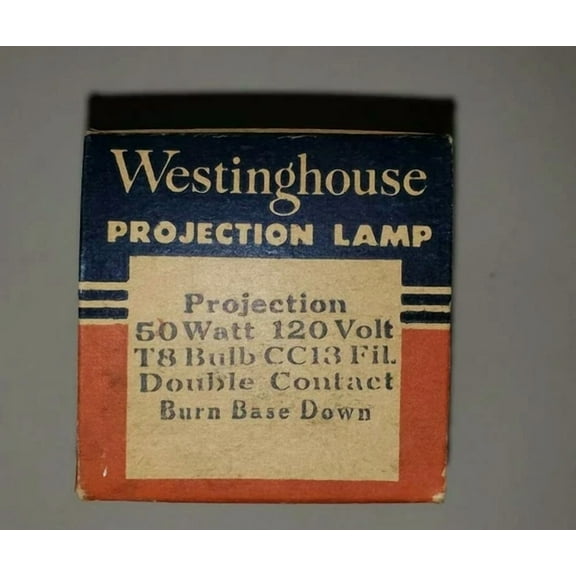 Westinghouse
PROJECTION LAMP
Projection
50 Watt 120 Volt
T8 Bulb CC13 Fil.
Double Contact
Burn Base Down